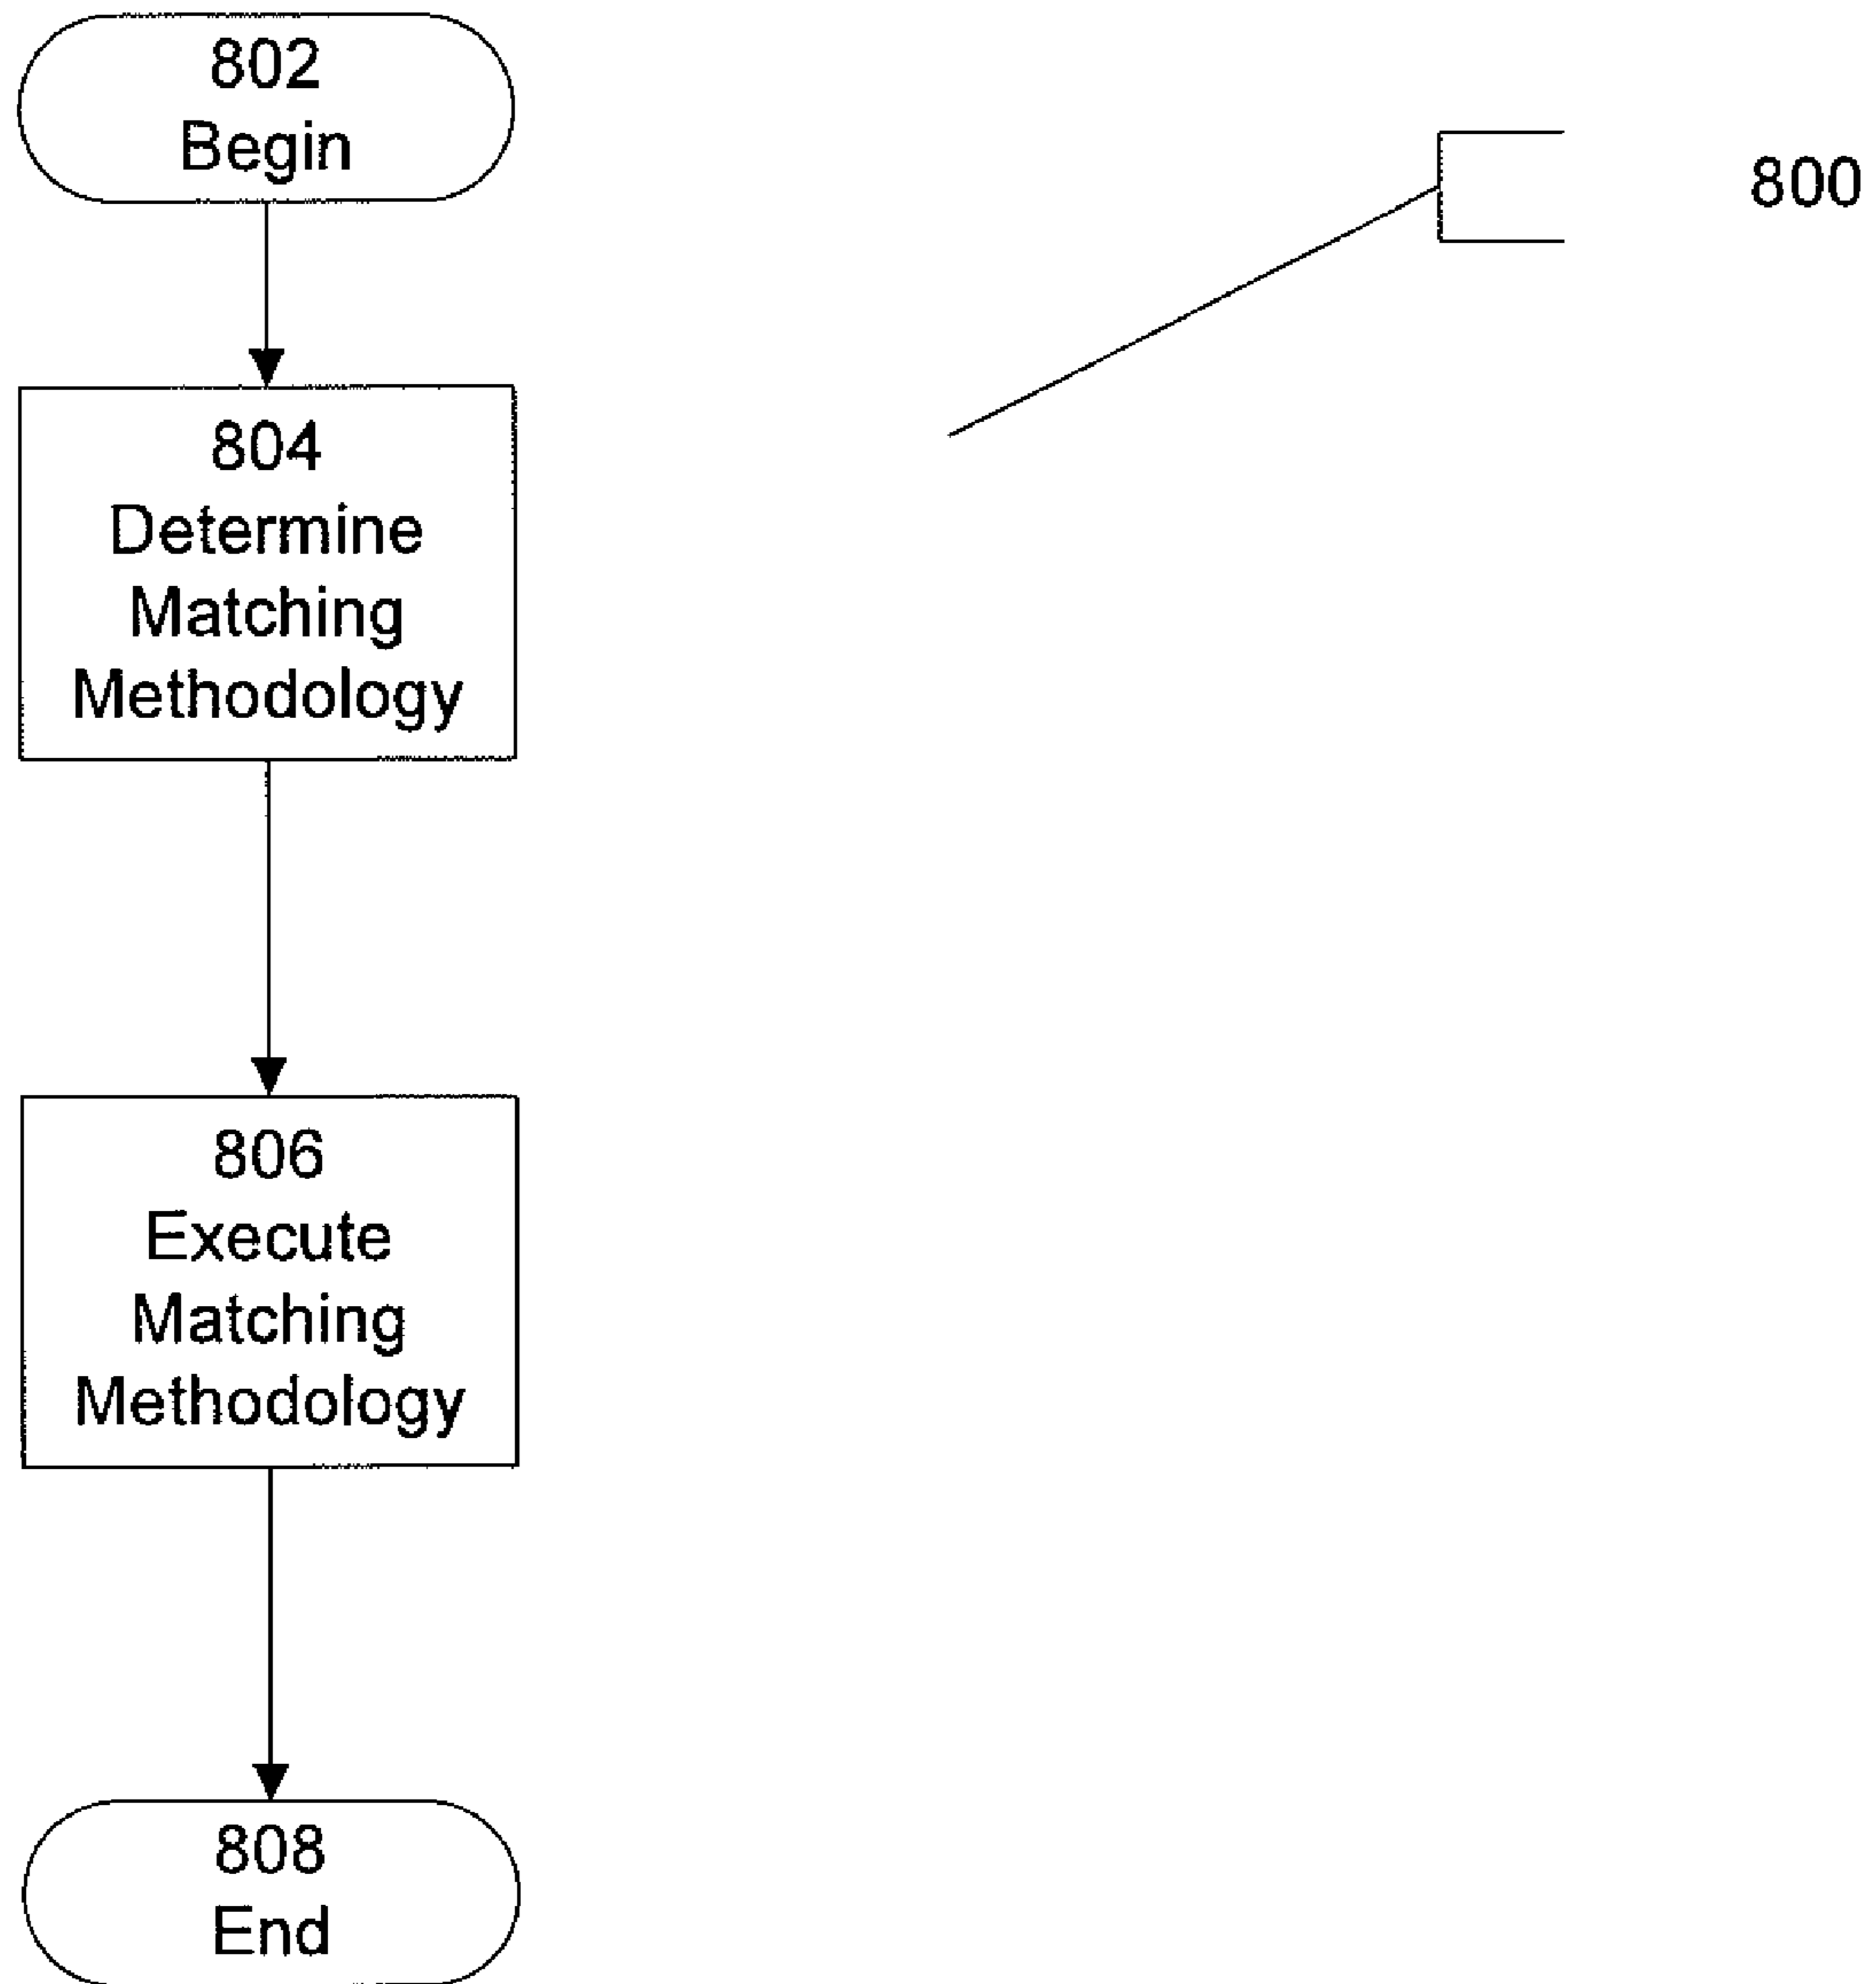 802
Begin
800
804
Determine
Matching
Methodology
806
Execute
Matching
Methodology
808
End